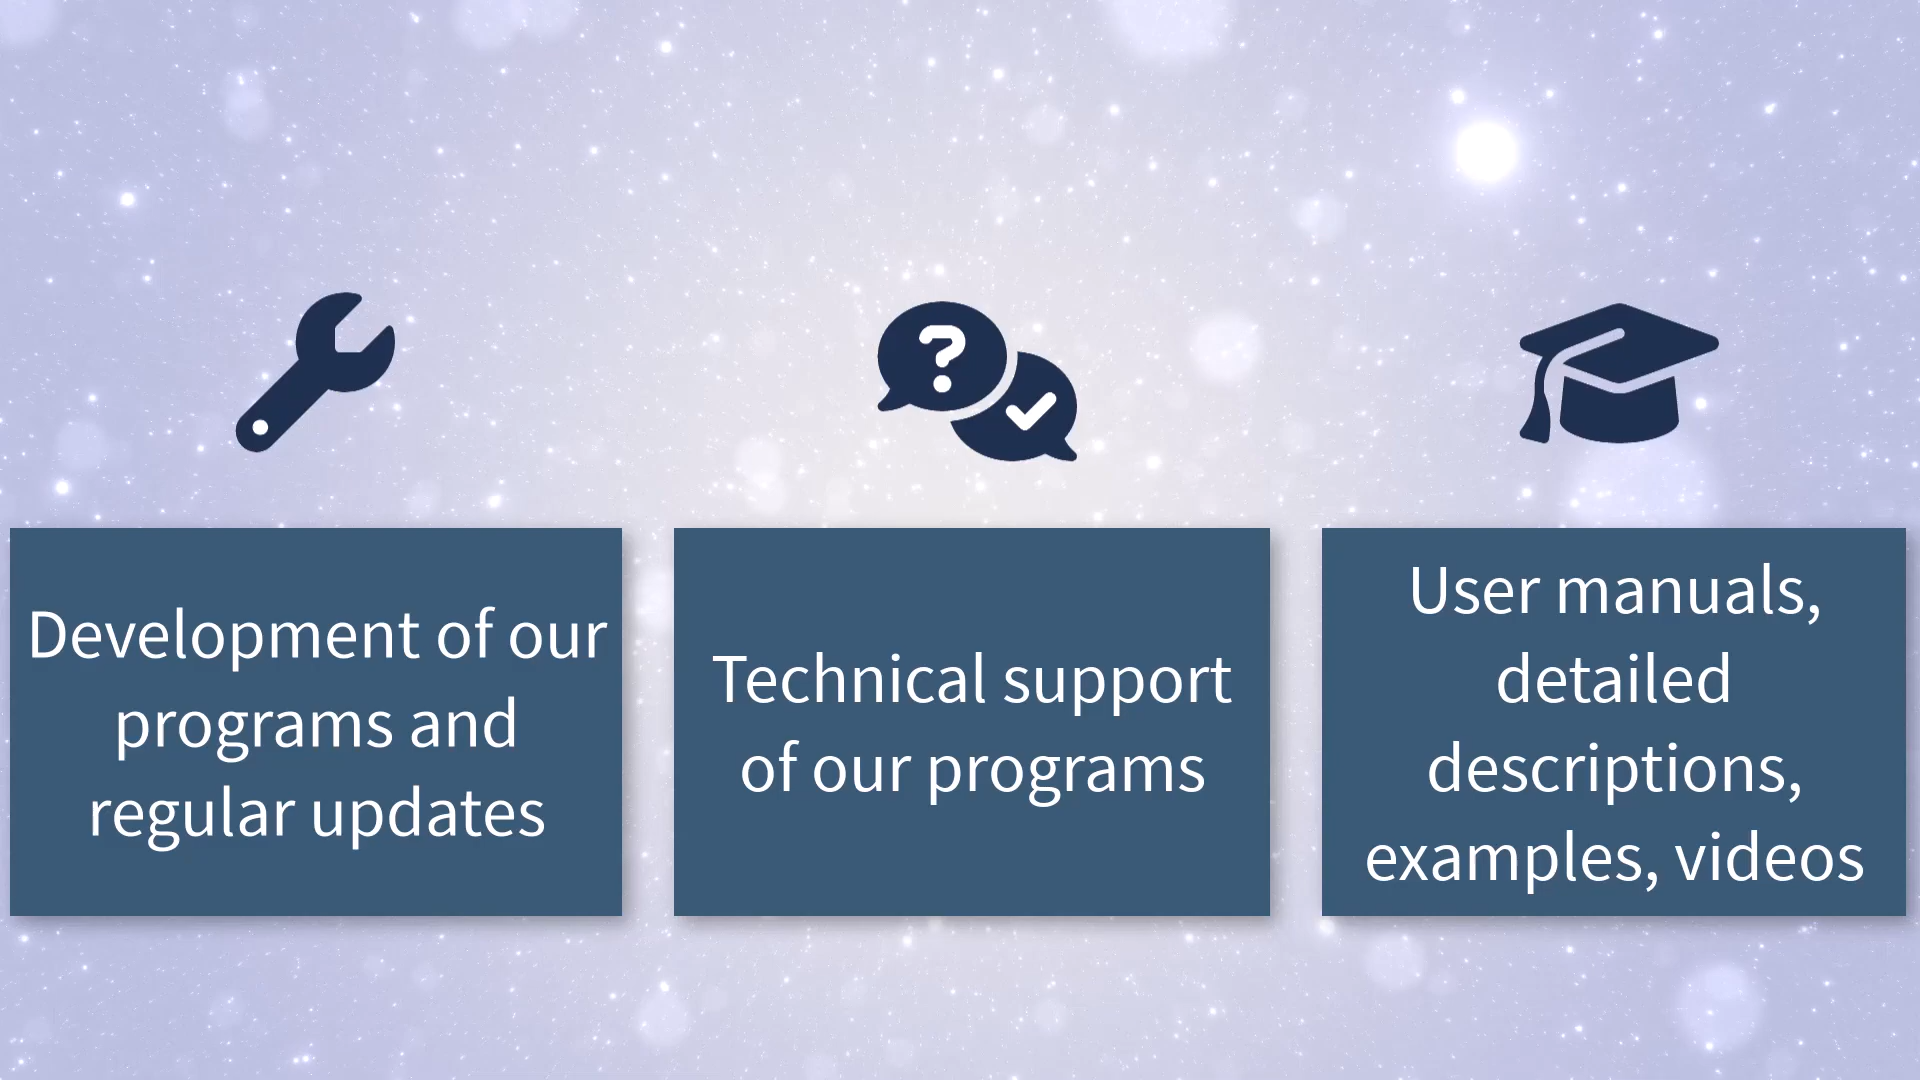 Development of our
programs and
regular updates
Technical support
of our programs
User manuals,
detailed
descriptions,
examples, videos